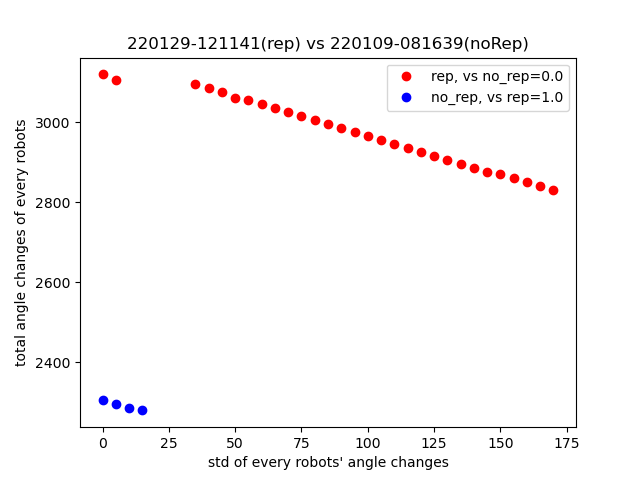 220129-121141(rep) vs 220109-081639(noRep)
rep, vs no_rep=0.0
no_rep, vs rep=1.0
total angle changes of every robots
3000
2800
2600
2400
0 25 50 75 100 125 150 175
std of every robots' angle changes